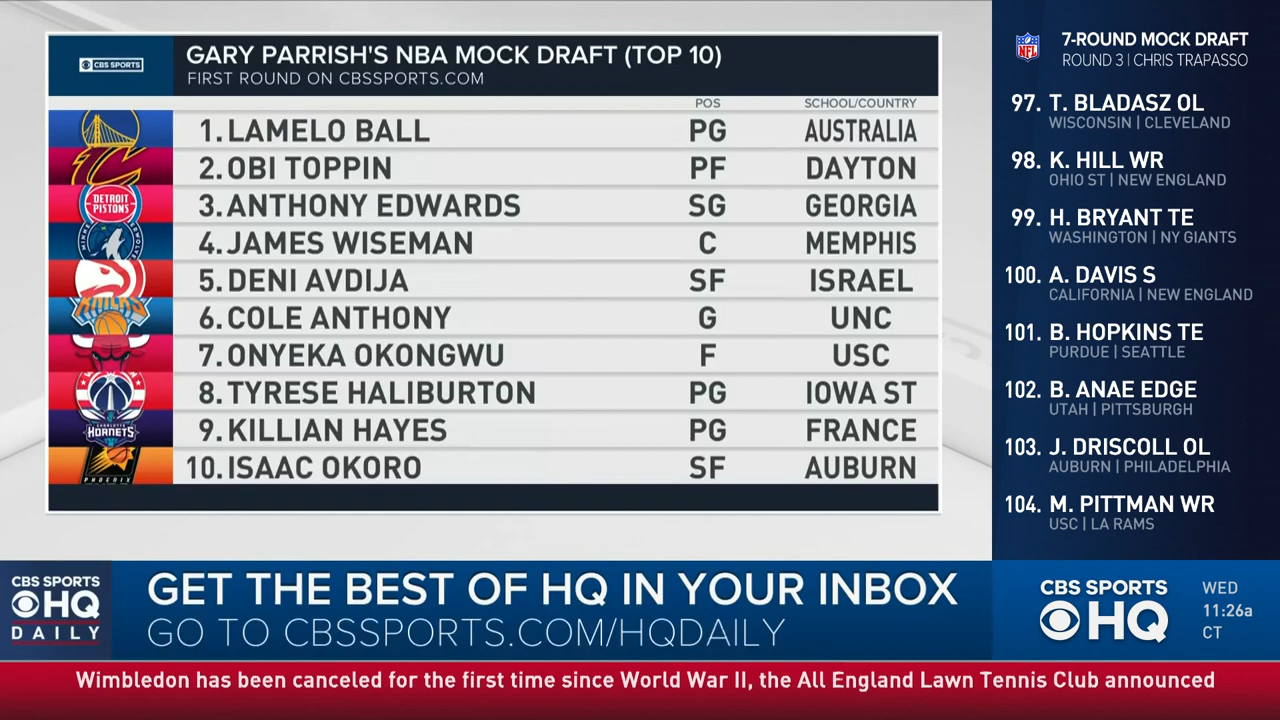 CBS SPORTS
GARY PARRISH'S NBA MOCK DRAFT (TOP 10)
FIRST ROUND ON CBSSPORTS.COM
POS SCHOOL/COUNTRY
1. LAMELO BALL PG AUSTRALIA
2. OBI TOPPIN PF DAYTON
DETROIT PISTONS
3. ANTHONY EDWARDS SG GEORGIA
4. JAMES WISEMAN C MEMPHIS
5. DENI AVDIJA SF ISRAEL
KNICKS
6. COLE ANTHONY G UNC
7. ONYEKA OKONGWU F USC
8. TYRESE HALIBURTON PG IOWA ST
CHARLOTTE HORNETS
9. KILLIAN HAYES PG FRANCE
10. ISAAC OKORO SF AUBURN
PHOENIX
NFL
7-ROUND MOCK DRAFT
ROUND 3 | CHRIS TRAPASSO
97. T. BLADASZ OL
WISCONSIN | CLEVELAND
98. K. HILL WR
OHIO ST | NEW ENGLAND
99. H. BRYANT TE
WASHINGTON | NY GIANTS
100. A. DAVIS S
CALIFORNIA | NEW ENGLAND
101. B. HOPKINS TE
PURDUE | SEATTLE
102. B. ANAE EDGE
UTAH | PITTSBURGH
103. J. DRISCOLL OL
AUBURN | PHILADELPHIA
104. M. PITTMAN WR
USC | LA RAMS
CBS SPORTS
HQ
DAILY
GET THE BEST OF HQ IN YOUR INBOX
GO TO CBSSPORTS.COM/HQDAILY
CBS SPORTS
HQ
WED
11:26a
CT
Wimbledon has been canceled for the first time since World War II, the All England Lawn Tennis Club announced